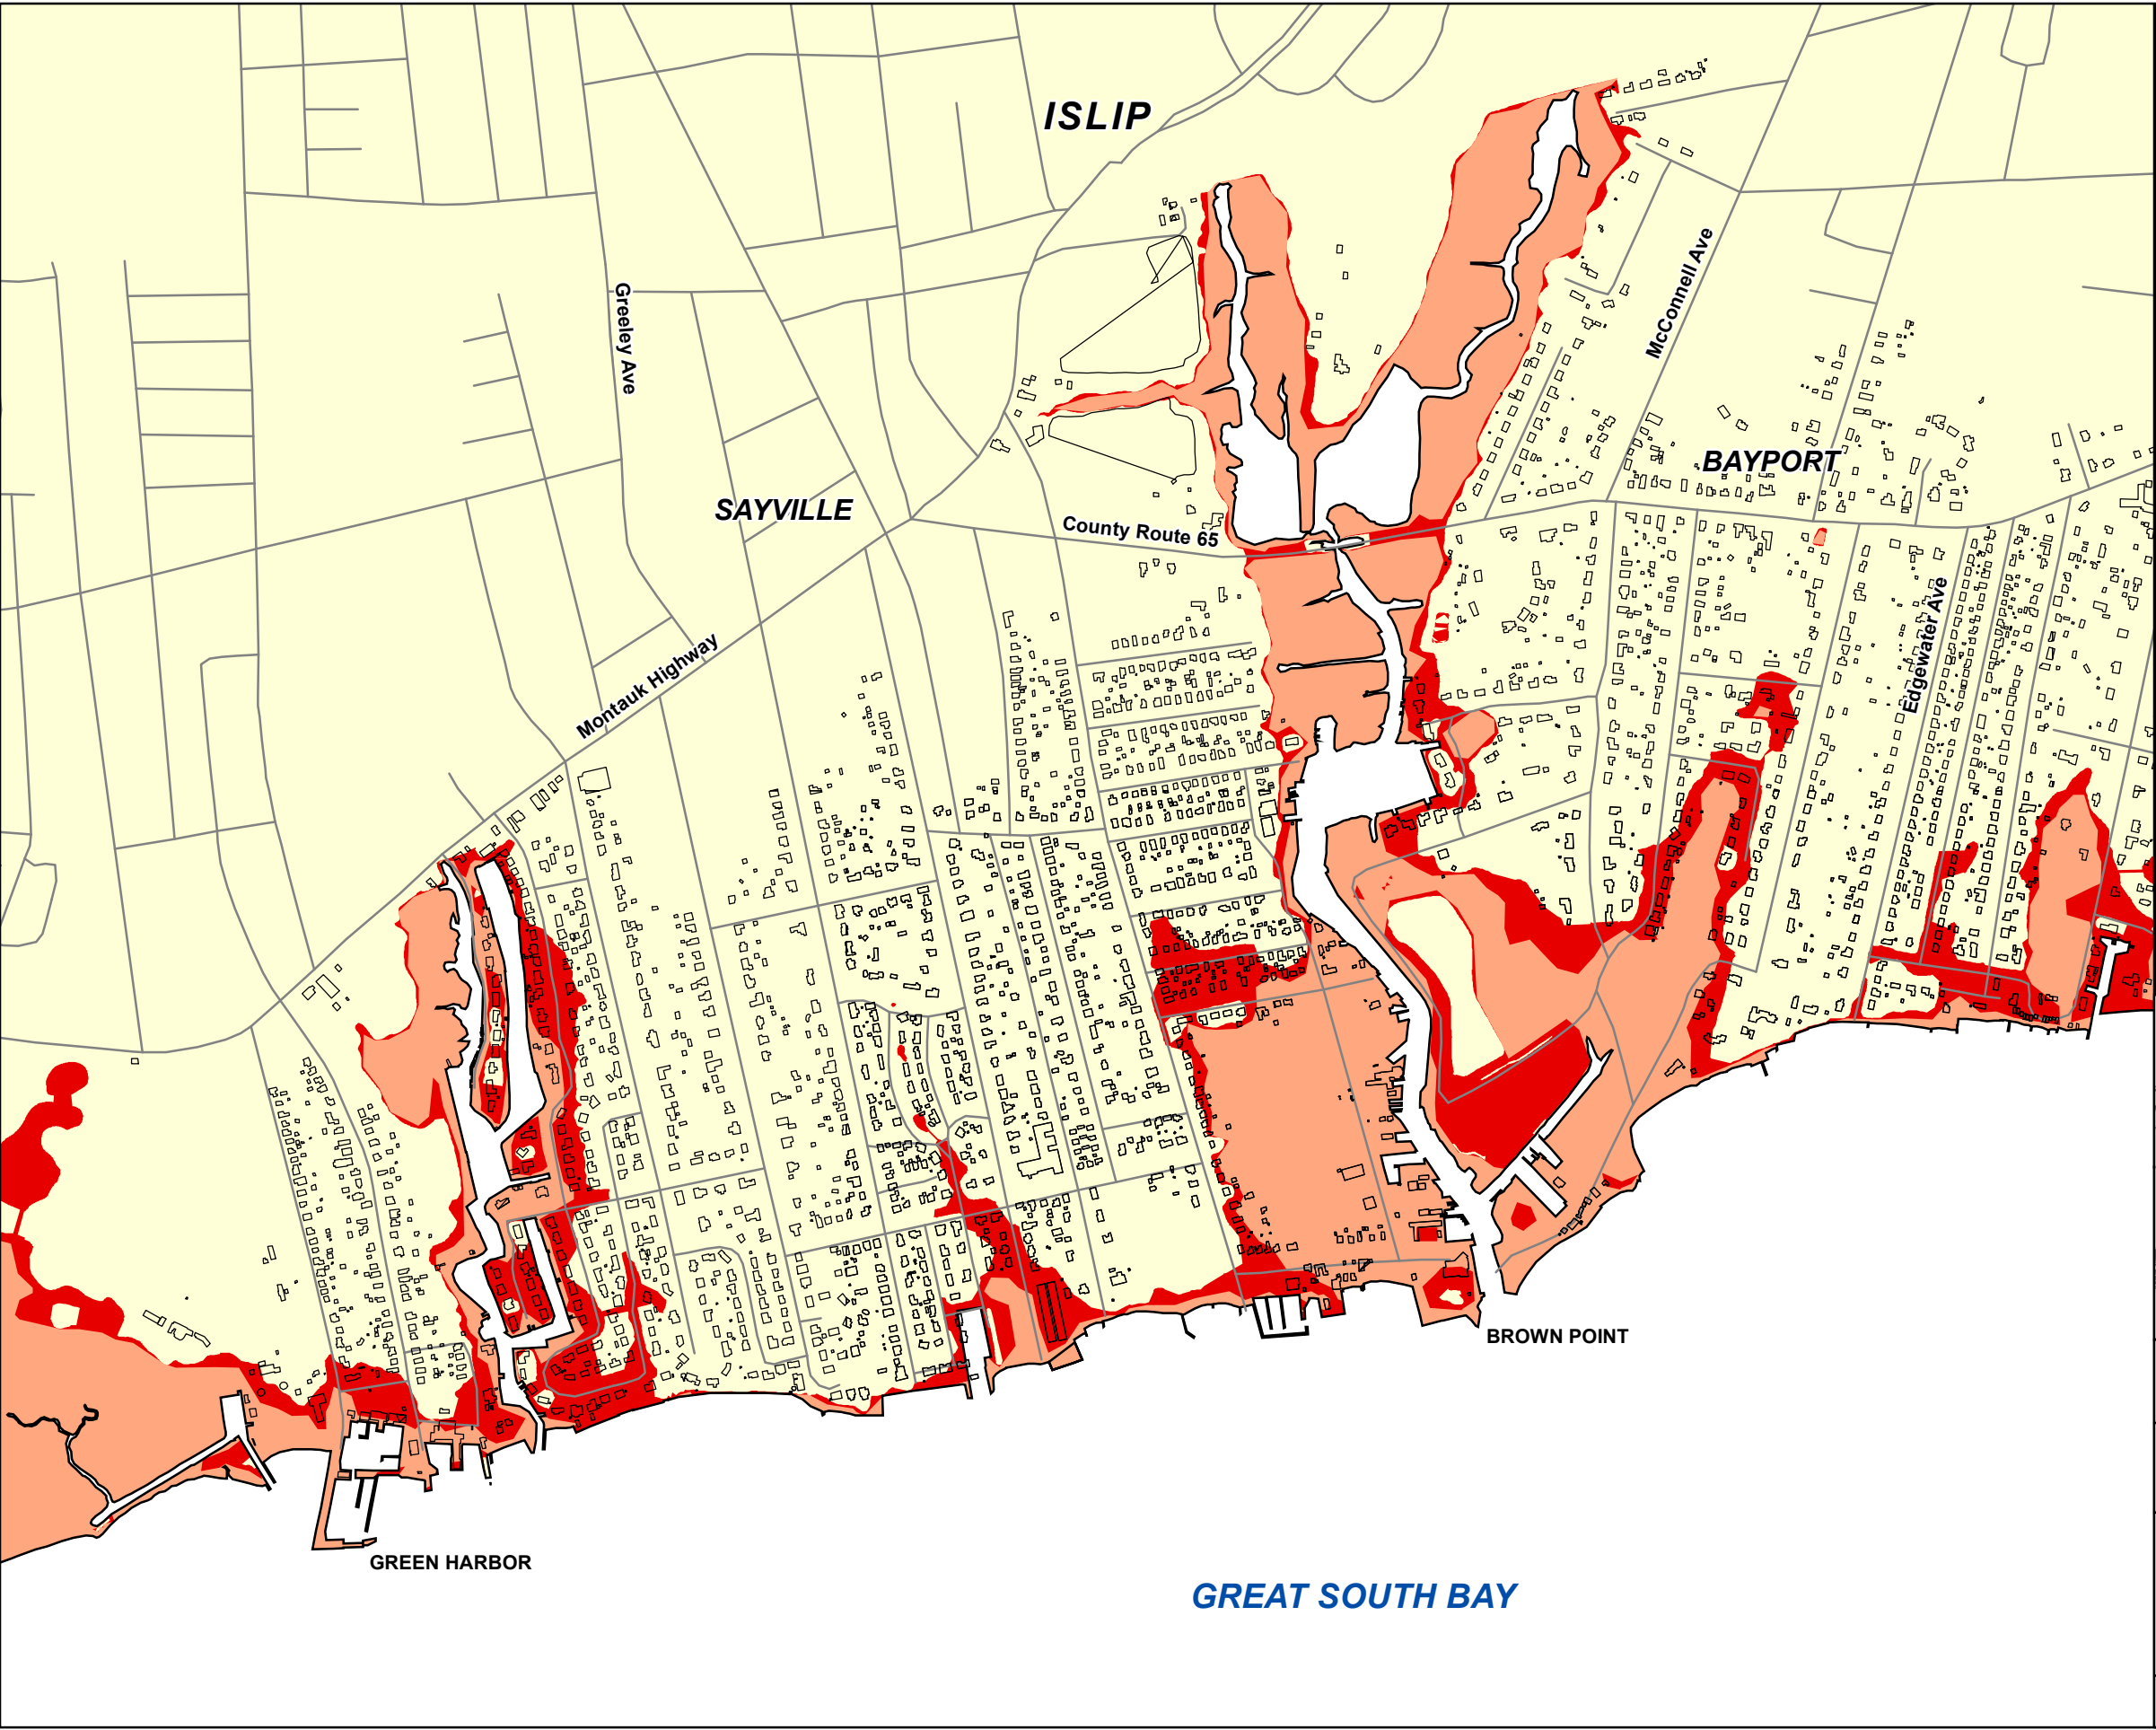 ISLIP
McConnell Ave
Greeley Ave
BAYPORT
SAYVILLE
County Route 65
Edgewater Ave
Montauk Highway
BROWN POINT
GREEN HARBOR
GREAT SOUTH BAY